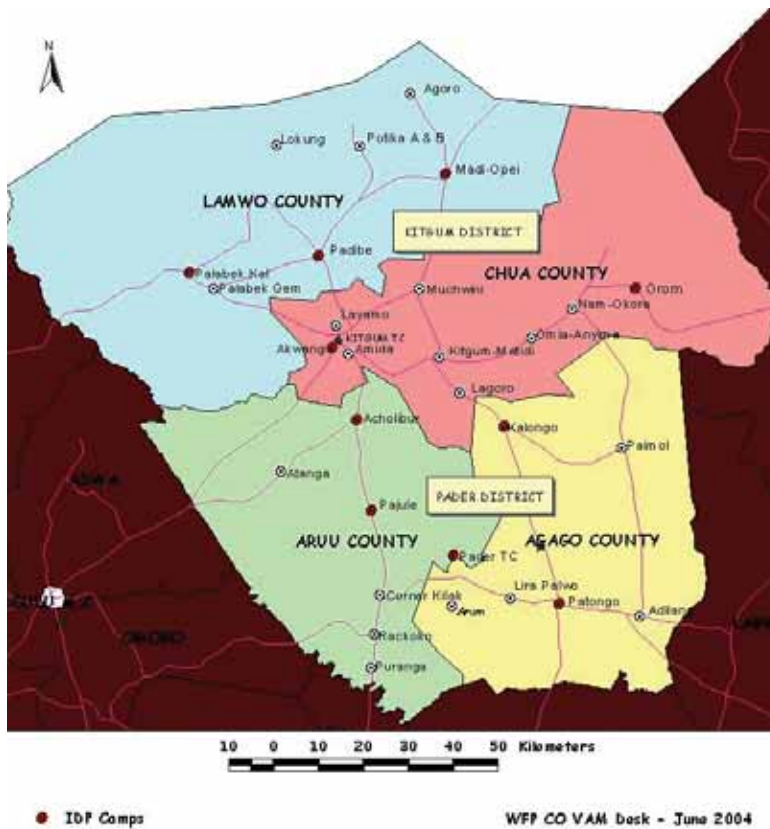 N
Agoro
Lokung
Potika A & B
Madi-Opei
LAMWO COUNTY
KITGUM DISTRICT
Padibe
CHUA COUNTY
Palabek Kal
Palabek Gem
Muchwini
Orom
Nam-Okora
Layamo
KITGUM TC
Omia-Anyima
Akwang
Amida
Kitgum-Matidi
Lagoro
Acholibur
Kalongo
Paimol
Atanga
ASWA
PADER DISTRICT
Pajule
ARUU COUNTY
AGAGO COUNTY
Pader TC
Corner Kilak
Lira Palwo
Patongo
Arum
Adilang
Rackoko
Puranga
10 0 10 20 30 40 50 Kilometers
IDP Camps
WFP CO VAM Desk - June 2004